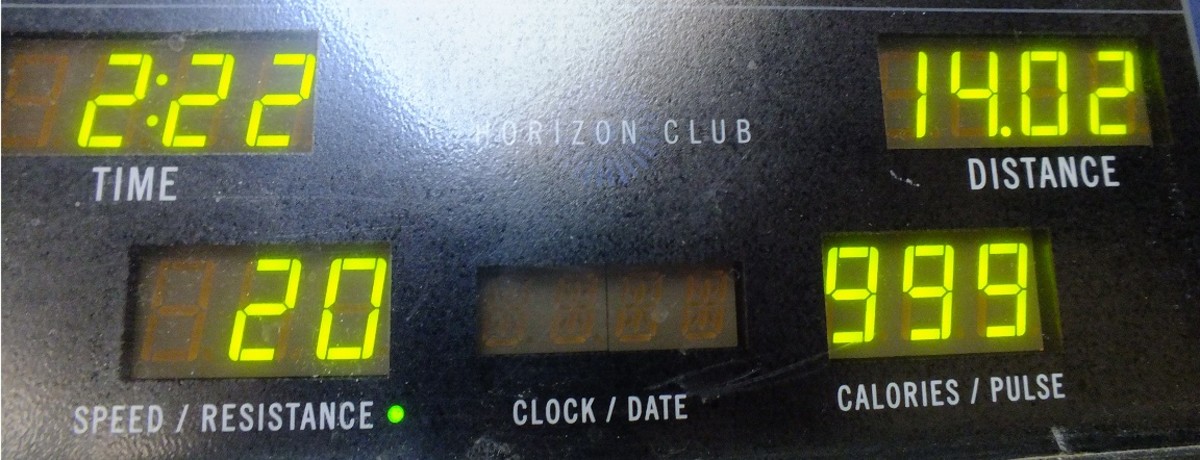 2:22
14.02
HORIZON CLUB
TIME
DISTANCE
20
999
SPEED / RESISTANCE
CLOCK / DATE
CALORIES / PULSE